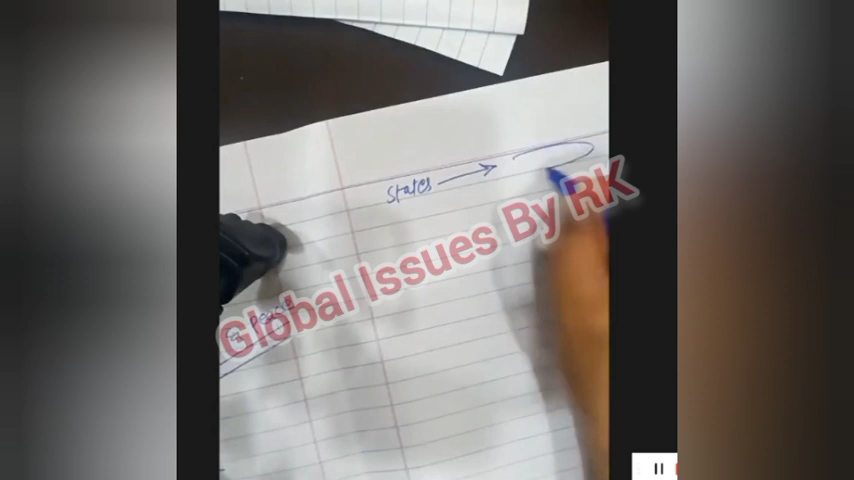 States →
Global Issues By RK